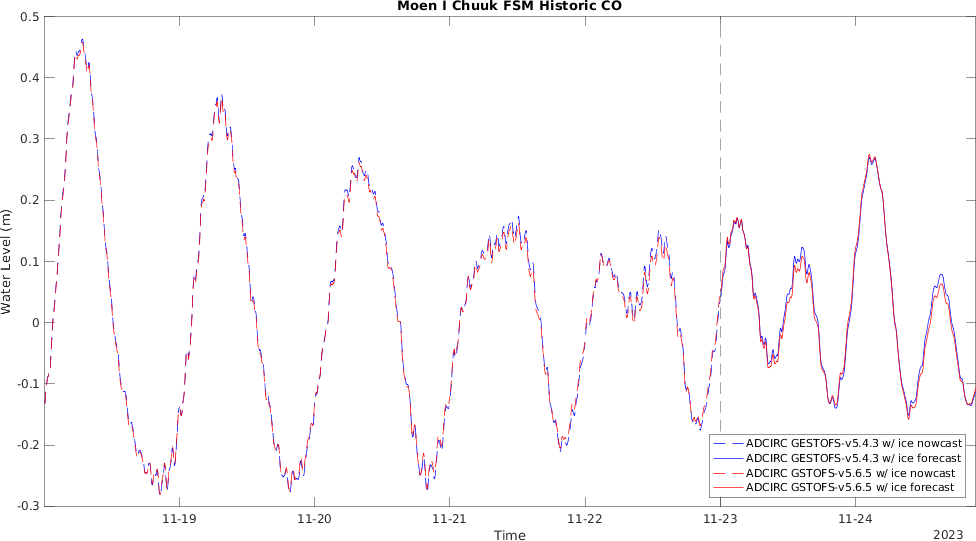 Moen I Chuuk FSM Historic CO
0.5
0.4
0.3
0.2
0.1
0
-0.1
-0.2
-0.3
Water Level (m)
ADCIRC GESTOFS-v5.4.3 w/ ice nowcast
ADCIRC GESTOFS-v5.4.3 w/ ice forecast
ADCIRC GSTOFS-v5.6.5 w/ ice nowcast
ADCIRC GSTOFS-v5.6.5 w/ ice forecast
11-19 11-20 11-21 11-22 11-23 11-24
Time
2023